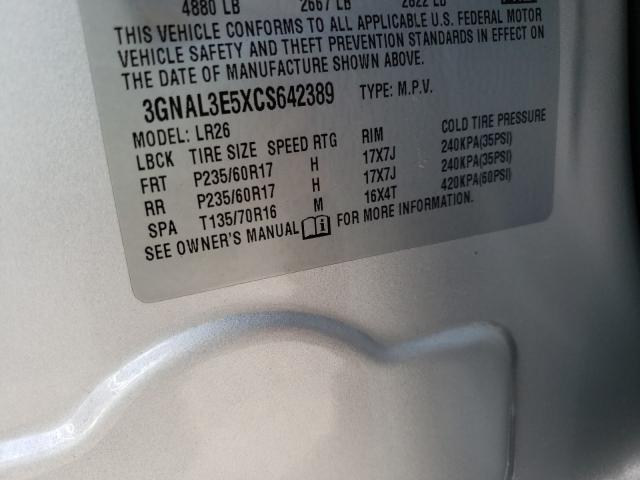 4880 LB 2667 LB 2622 LB
THIS VEHICLE CONFORMS TO ALL APPLICABLE U.S. FEDERAL MOTOR
VEHICLE SAFETY AND THEFT PREVENTION STANDARDS IN EFFECT ON
THE DATE OF MANUFACTURE SHOWN ABOVE.
3GNAL3E5XCS642389 TYPE: M.P.V.
MODEL: LR26
LBCK TIRE SIZE SPEED RTG RIM COLD TIRE PRESSURE
FRT P235/60R17 H 17X7J 240KPA(35PSI)
RR P235/60R17 H 17X7J 240KPA(35PSI)
SPA T135/70R16 M 16X4T 420KPA(60PSI)
SEE OWNER'S MANUAL FOR MORE INFORMATION.